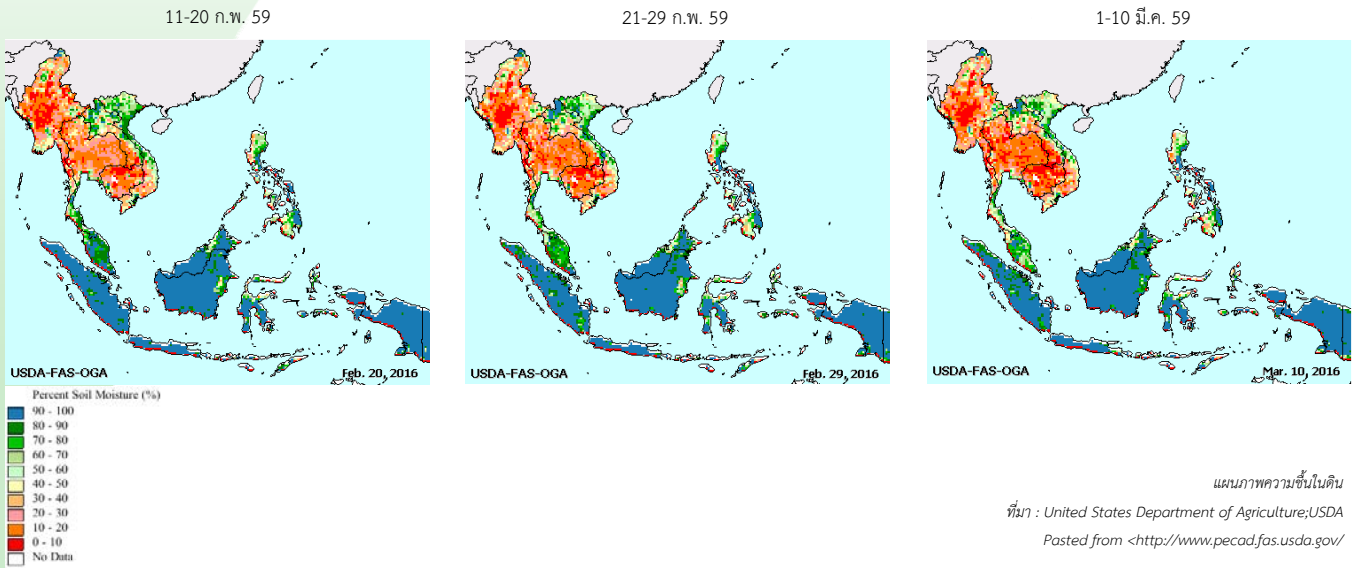 11-20 ก.พ. 59
21-29 ก.พ. 59
1-10 มี.ค. 59
USDA-FAS-OGA
Feb. 20, 2016
USDA-FAS-OGA
Feb. 29, 2016
USDA-FAS-OGA
Mar. 10, 2016
Percent Soil Moisture (%)
90 - 100
80 - 90
70 - 80
60 - 70
50 - 60
40 - 50
30 - 40
20 - 30
10 - 20
0 - 10
No Data
แผนภาพความชื้นในดิน
ที่มา : United States Department of Agriculture;USDA
Pasted from <http://www.pecad.fas.usda.gov/